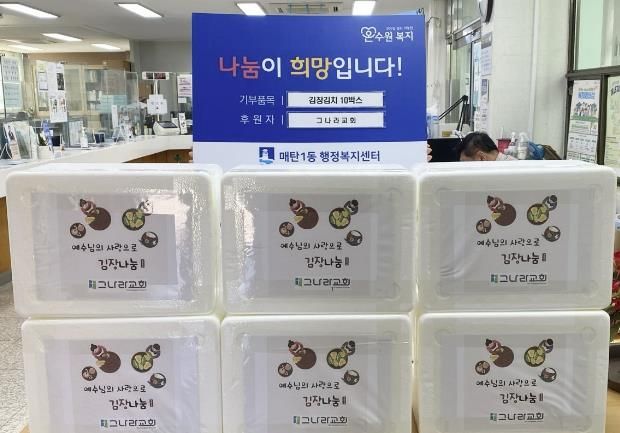 온수원 복지
나눔이 희망입니다!
기부품목 김장김치 10박스
후원자 그나라교회
매탄1동 행정복지센터
예수님의 사랑으로
김장나눔
그나라교회
예수님의 사랑으로
김장나눔
그나라교회
예수님의 사랑으로
김장나눔
그나라교회
예수님의 사랑으로
김장나눔
그나라교회
예수님의 사랑으로
김장나눔
그나라교회
예수님의 사랑으로
김장나눔
그나라교회